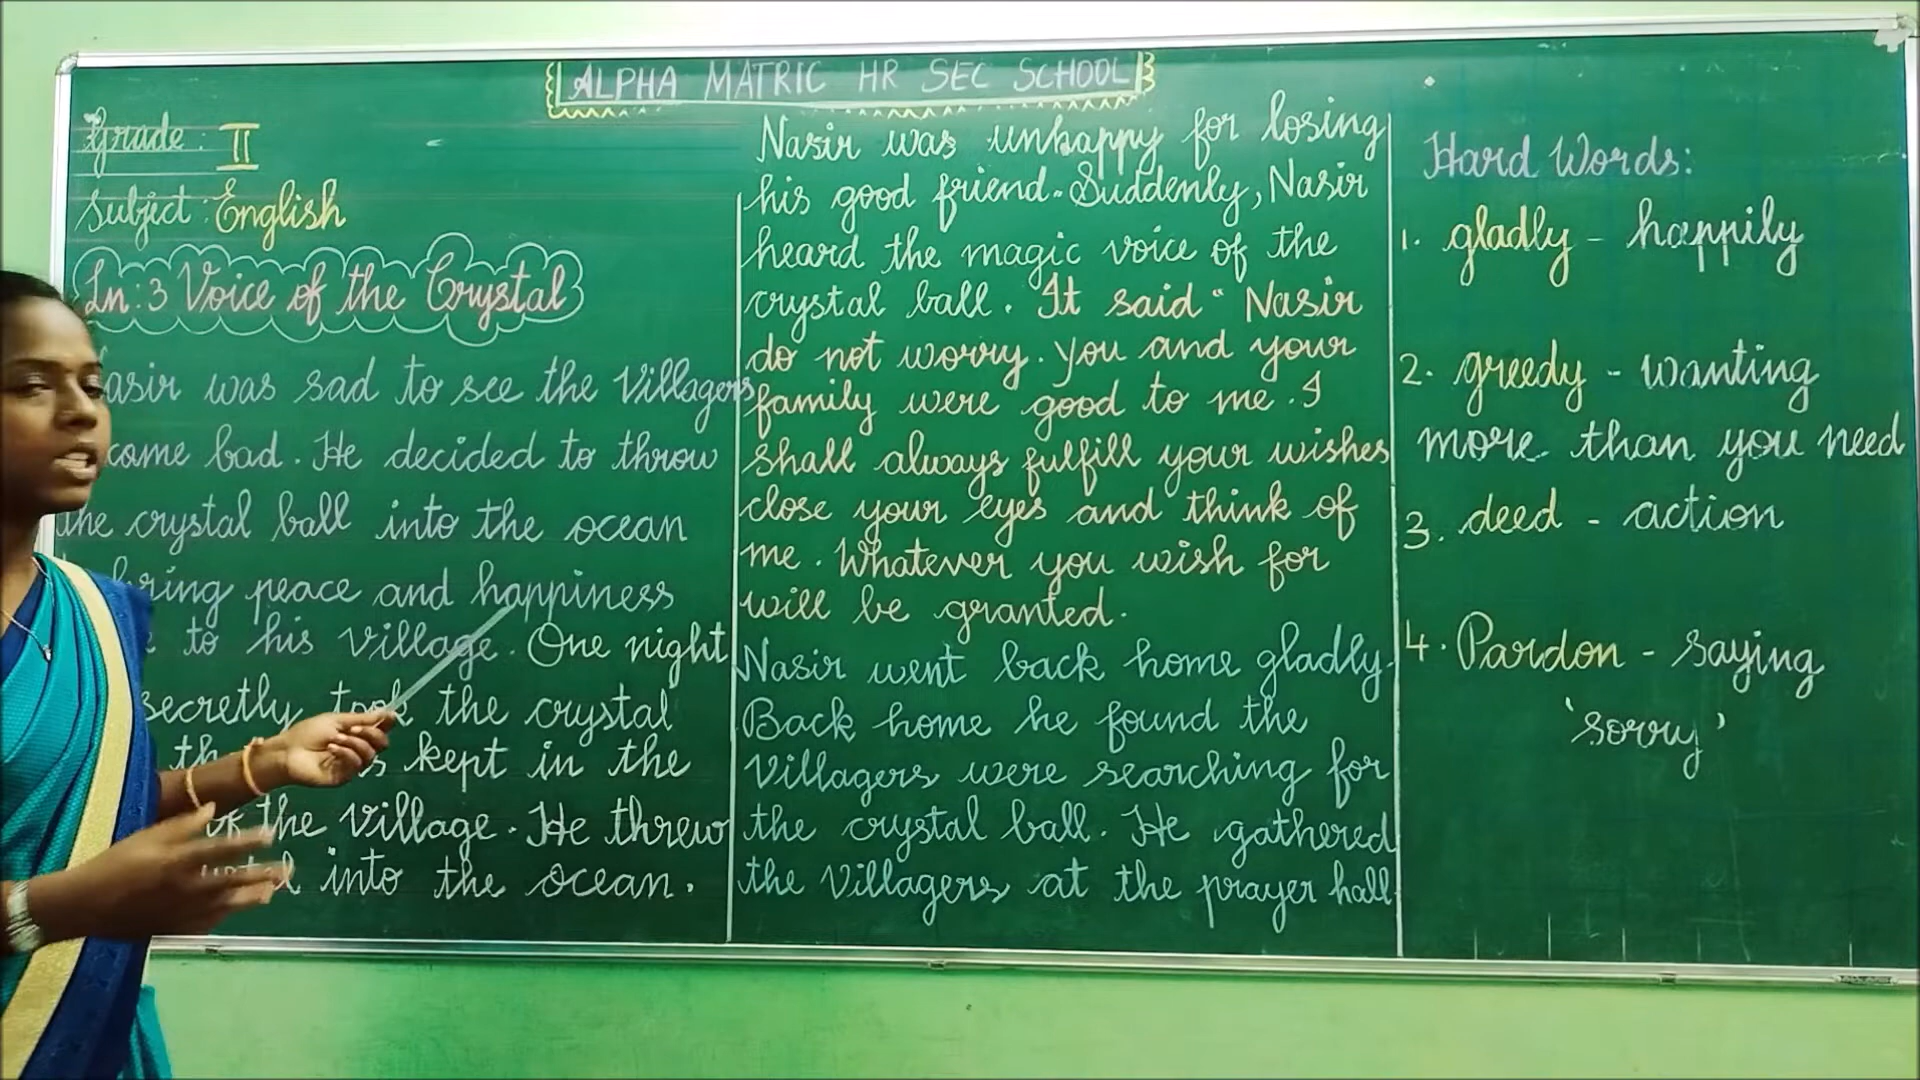 ALPHA MATRIC HR SEC SCHOOL
Grade: II
Subject: English
Ln: 3 Voice of the Crystal
asir was sad to see the villagers
come bad. He decided to throw
the crystal ball into the ocean
bring peace and happiness
to his village. One night
secretly took the crystal
kept in the
of the village. He threw
into the ocean.
Nasir was unhappy for losing
his good friend. Suddenly, Nasir
heard the magic voice of the
crystal ball. It said " Nasir
do not worry. you and your
family were good to me. I
shall always fulfill your wishes
close your eyes and think of
me. Whatever you wish for
will be granted.
Nasir went back home gladly.
Back home he found the
villagers were searching for
the crystal ball. He gathered
the villagers at the prayer hall
Hard Words:
1. gladly - happily
2. greedy - wanting
more than you need
3. deed - action
4. Pardon - saying
'sorry'